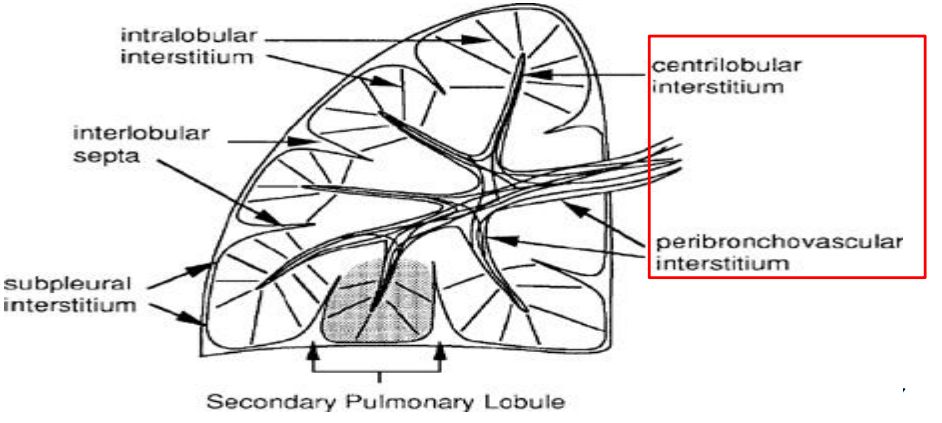 intralobular
interstitium
centrilobular
interstitium
interlobular
septa
peribronchovascular
interstitium
subpleural
interstitium
Secondary Pulmonary Lobule